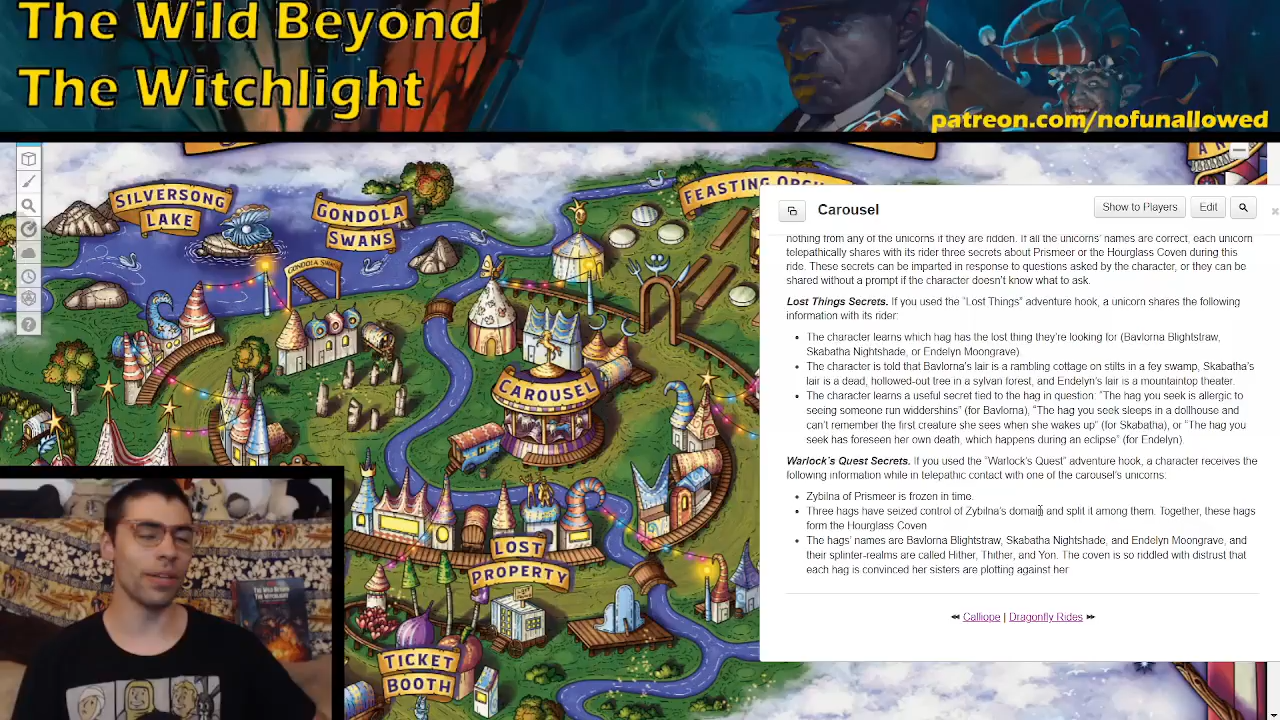 The Wild Beyond
The Witchlight
patreon.com/nofunallowed
SILVERSONG
LAKE
GONDOLA
SWANS
GONDOLA SWANS
FEASTING ORC
CAROUSEL
LOST
PROPERTY
TICKET
BOOTH
Carousel
Show to Players
Edit
nothing from any of the unicorns if they are ridden. If all the unicorns' names are correct, each unicorn
telepathically shares with its rider three secrets about Prismeer or the Hourglass Coven during this
ride. These secrets can be imparted in response to questions asked by the character, or they can be
shared without a prompt if the character doesn't know what to ask.
Lost Things Secrets. If you used the "Lost Things" adventure hook, a unicorn shares the following
information with its rider:
• The character learns which hag has the lost thing they're looking for (Bavlorna Blightstraw,
Skabatha Nightshade, or Endelyn Moongrave)
• The character is told that Bavlorna's lair is a rambling cottage on stilts in a fey swamp, Skabatha's
lair is a dead, hollowed-out tree in a sylvan forest, and Endelyn's lair is a mountaintop theater.
• The character learns a useful secret tied to the hag in question: "The hag you seek is allergic to
seeing someone run widdershins" (for Bavlorna), "The hag you seek sleeps in a dollhouse and
can't remember the first creature she sees when she wakes up" (for Skabatha), or "The hag you
seek has foreseen her own death, which happens during an eclipse" (for Endelyn).
Warlock's Quest Secrets. If you used the "Warlock's Quest" adventure hook, a character receives the
following information while in telepathic contact with one of the carousel's unicorns:
• Zybilna of Prismeer is frozen in time.
• Three hags have seized control of Zybilna's domain and split it among them. Together, these hags
form the Hourglass Coven
• The hags' names are Bavlorna Blightstraw, Skabatha Nightshade, and Endelyn Moongrave, and
their splinter-realms are called Hither, Thither, and Yon. The coven is so riddled with distrust that
each hag is convinced her sisters are plotting against her
Calliope | Dragonfly Rides